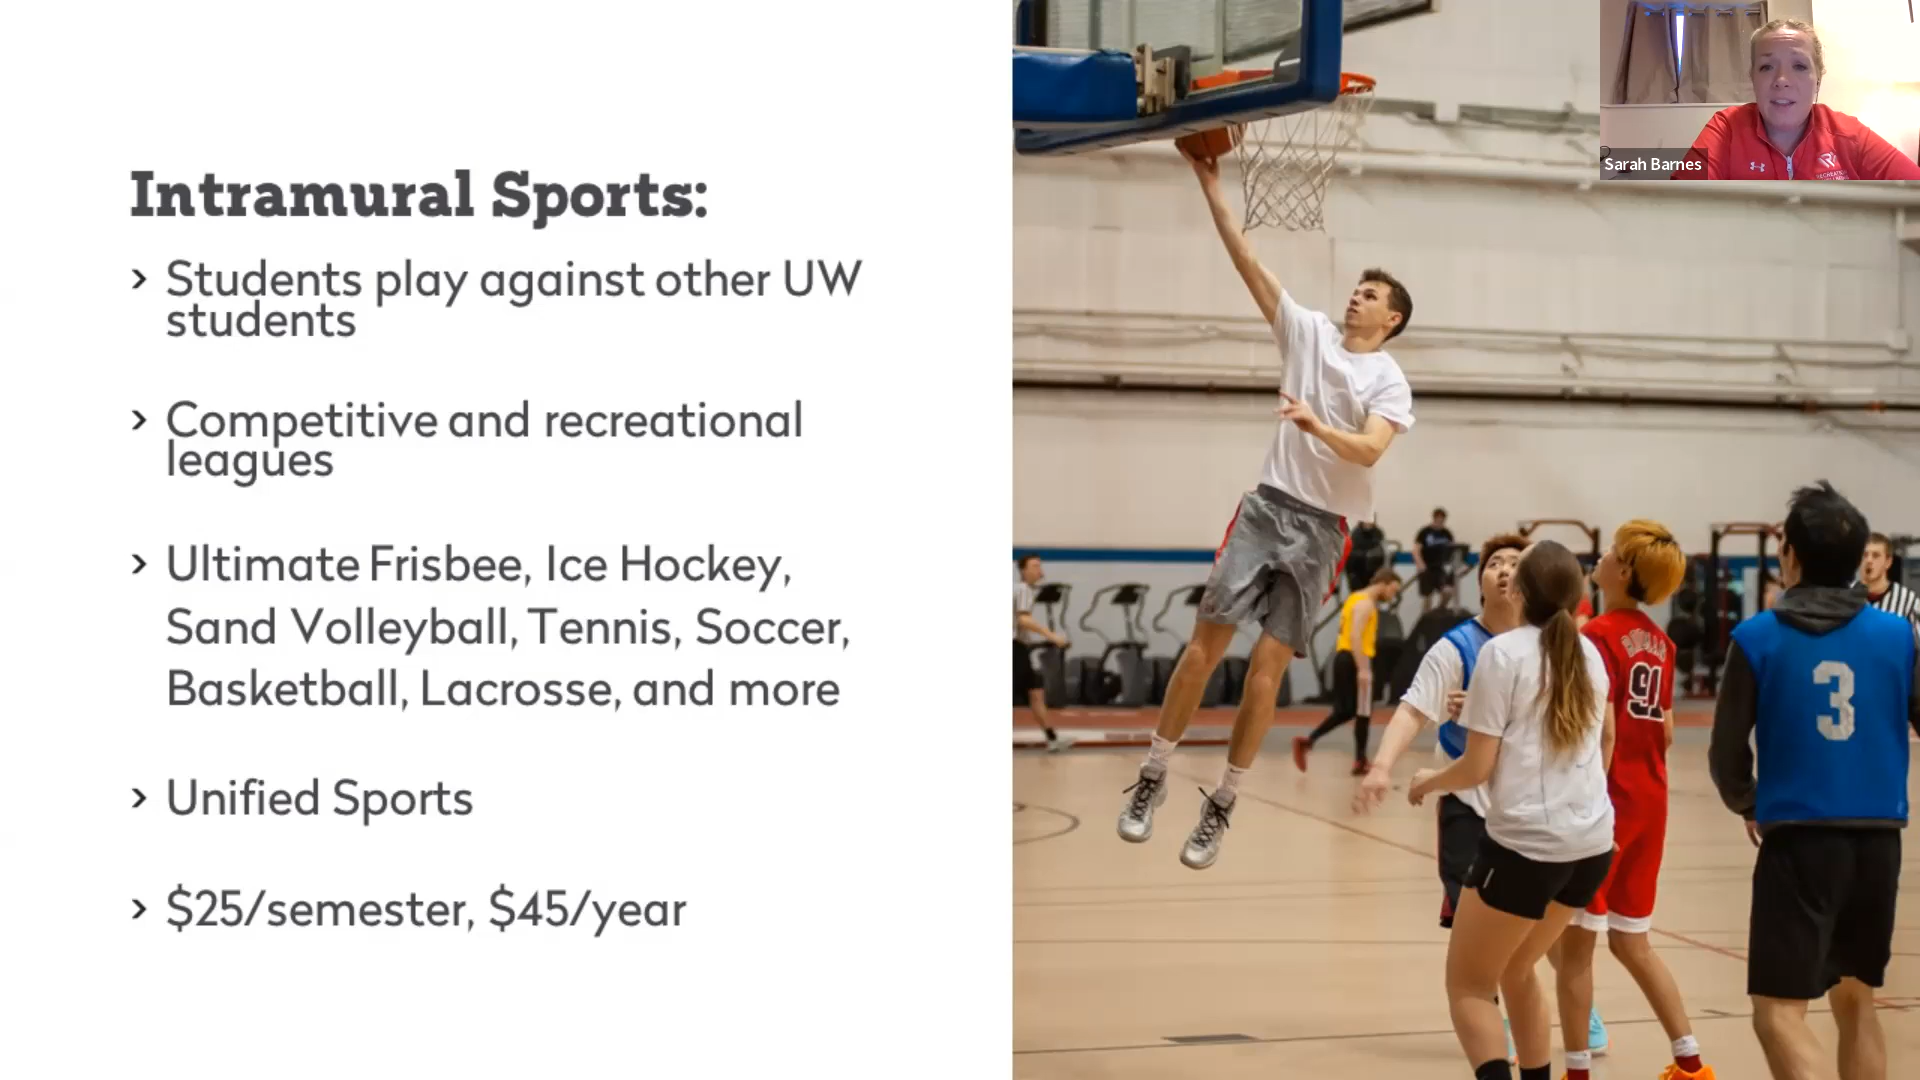 Sarah Barnes
RECREATION
Intramural Sports:
› Students play against other UW
students
› Competitive and recreational
leagues
› Ultimate Frisbee, Ice Hockey,
Sand Volleyball, Tennis, Soccer,
Basketball, Lacrosse, and more
› Unified Sports
› $25/semester, $45/year
91
3